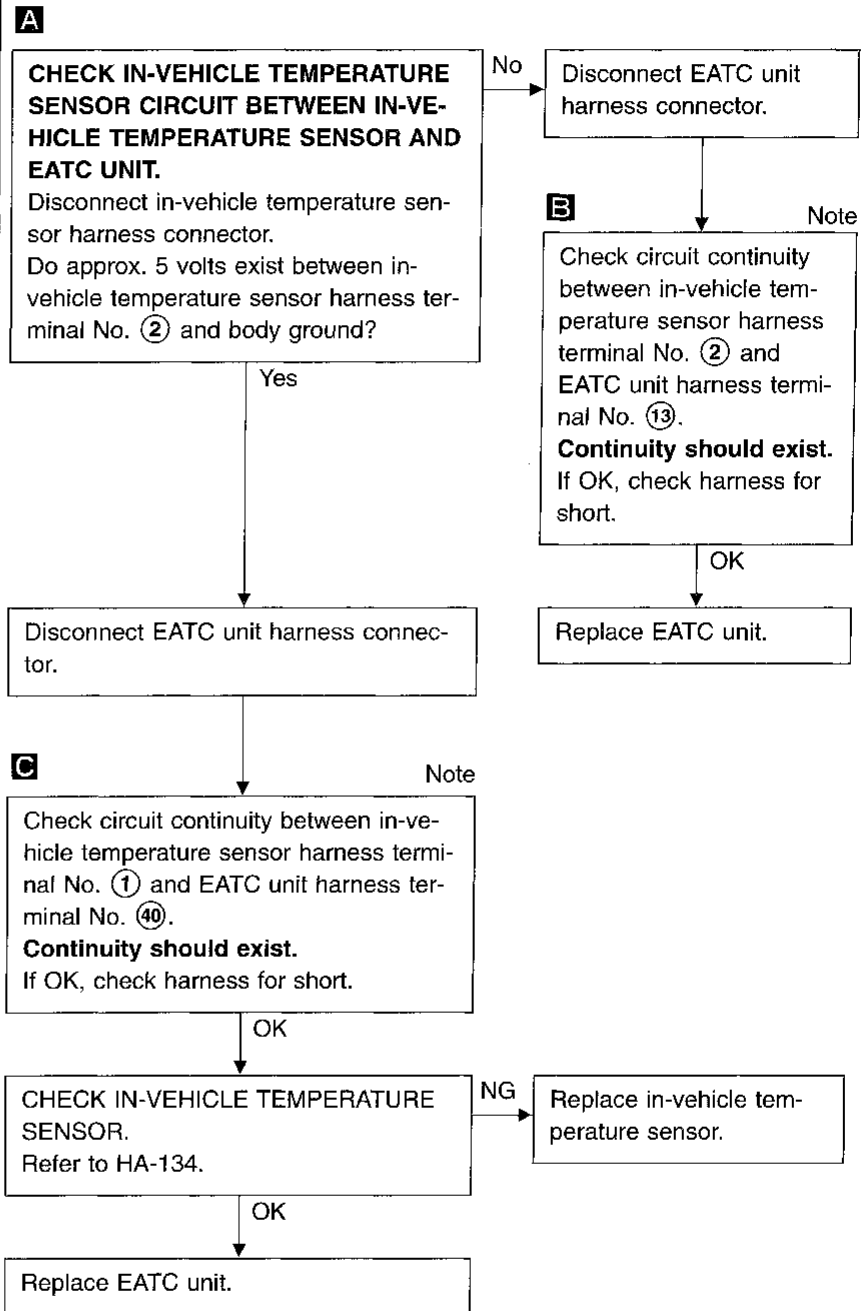 A
CHECK IN-VEHICLE TEMPERATURE
SENSOR CIRCUIT BETWEEN IN-VE-
HICLE TEMPERATURE SENSOR AND
EATC UNIT.
Disconnect in-vehicle temperature sen-
sor harness connector.
Do approx. 5 volts exist between in-
vehicle temperature sensor harness ter-
minal No. ② and body ground?
No
Disconnect EATC unit
harness connector.
B
Note
Check circuit continuity
between in-vehicle tem-
perature sensor harness
terminal No. ② and
EATC unit harness termi-
nal No. ⑬.
Continuity should exist.
If OK, check harness for
short.
OK
Replace EATC unit.
Yes
Disconnect EATC unit harness connec-
tor.
C
Note
Check circuit continuity between in-ve-
hicle temperature sensor harness termi-
nal No. ① and EATC unit harness ter-
minal No. ㊵.
Continuity should exist.
If OK, check harness for short.
OK
CHECK IN-VEHICLE TEMPERATURE
SENSOR.
Refer to HA-134.
NG
Replace in-vehicle tem-
perature sensor.
OK
Replace EATC unit.